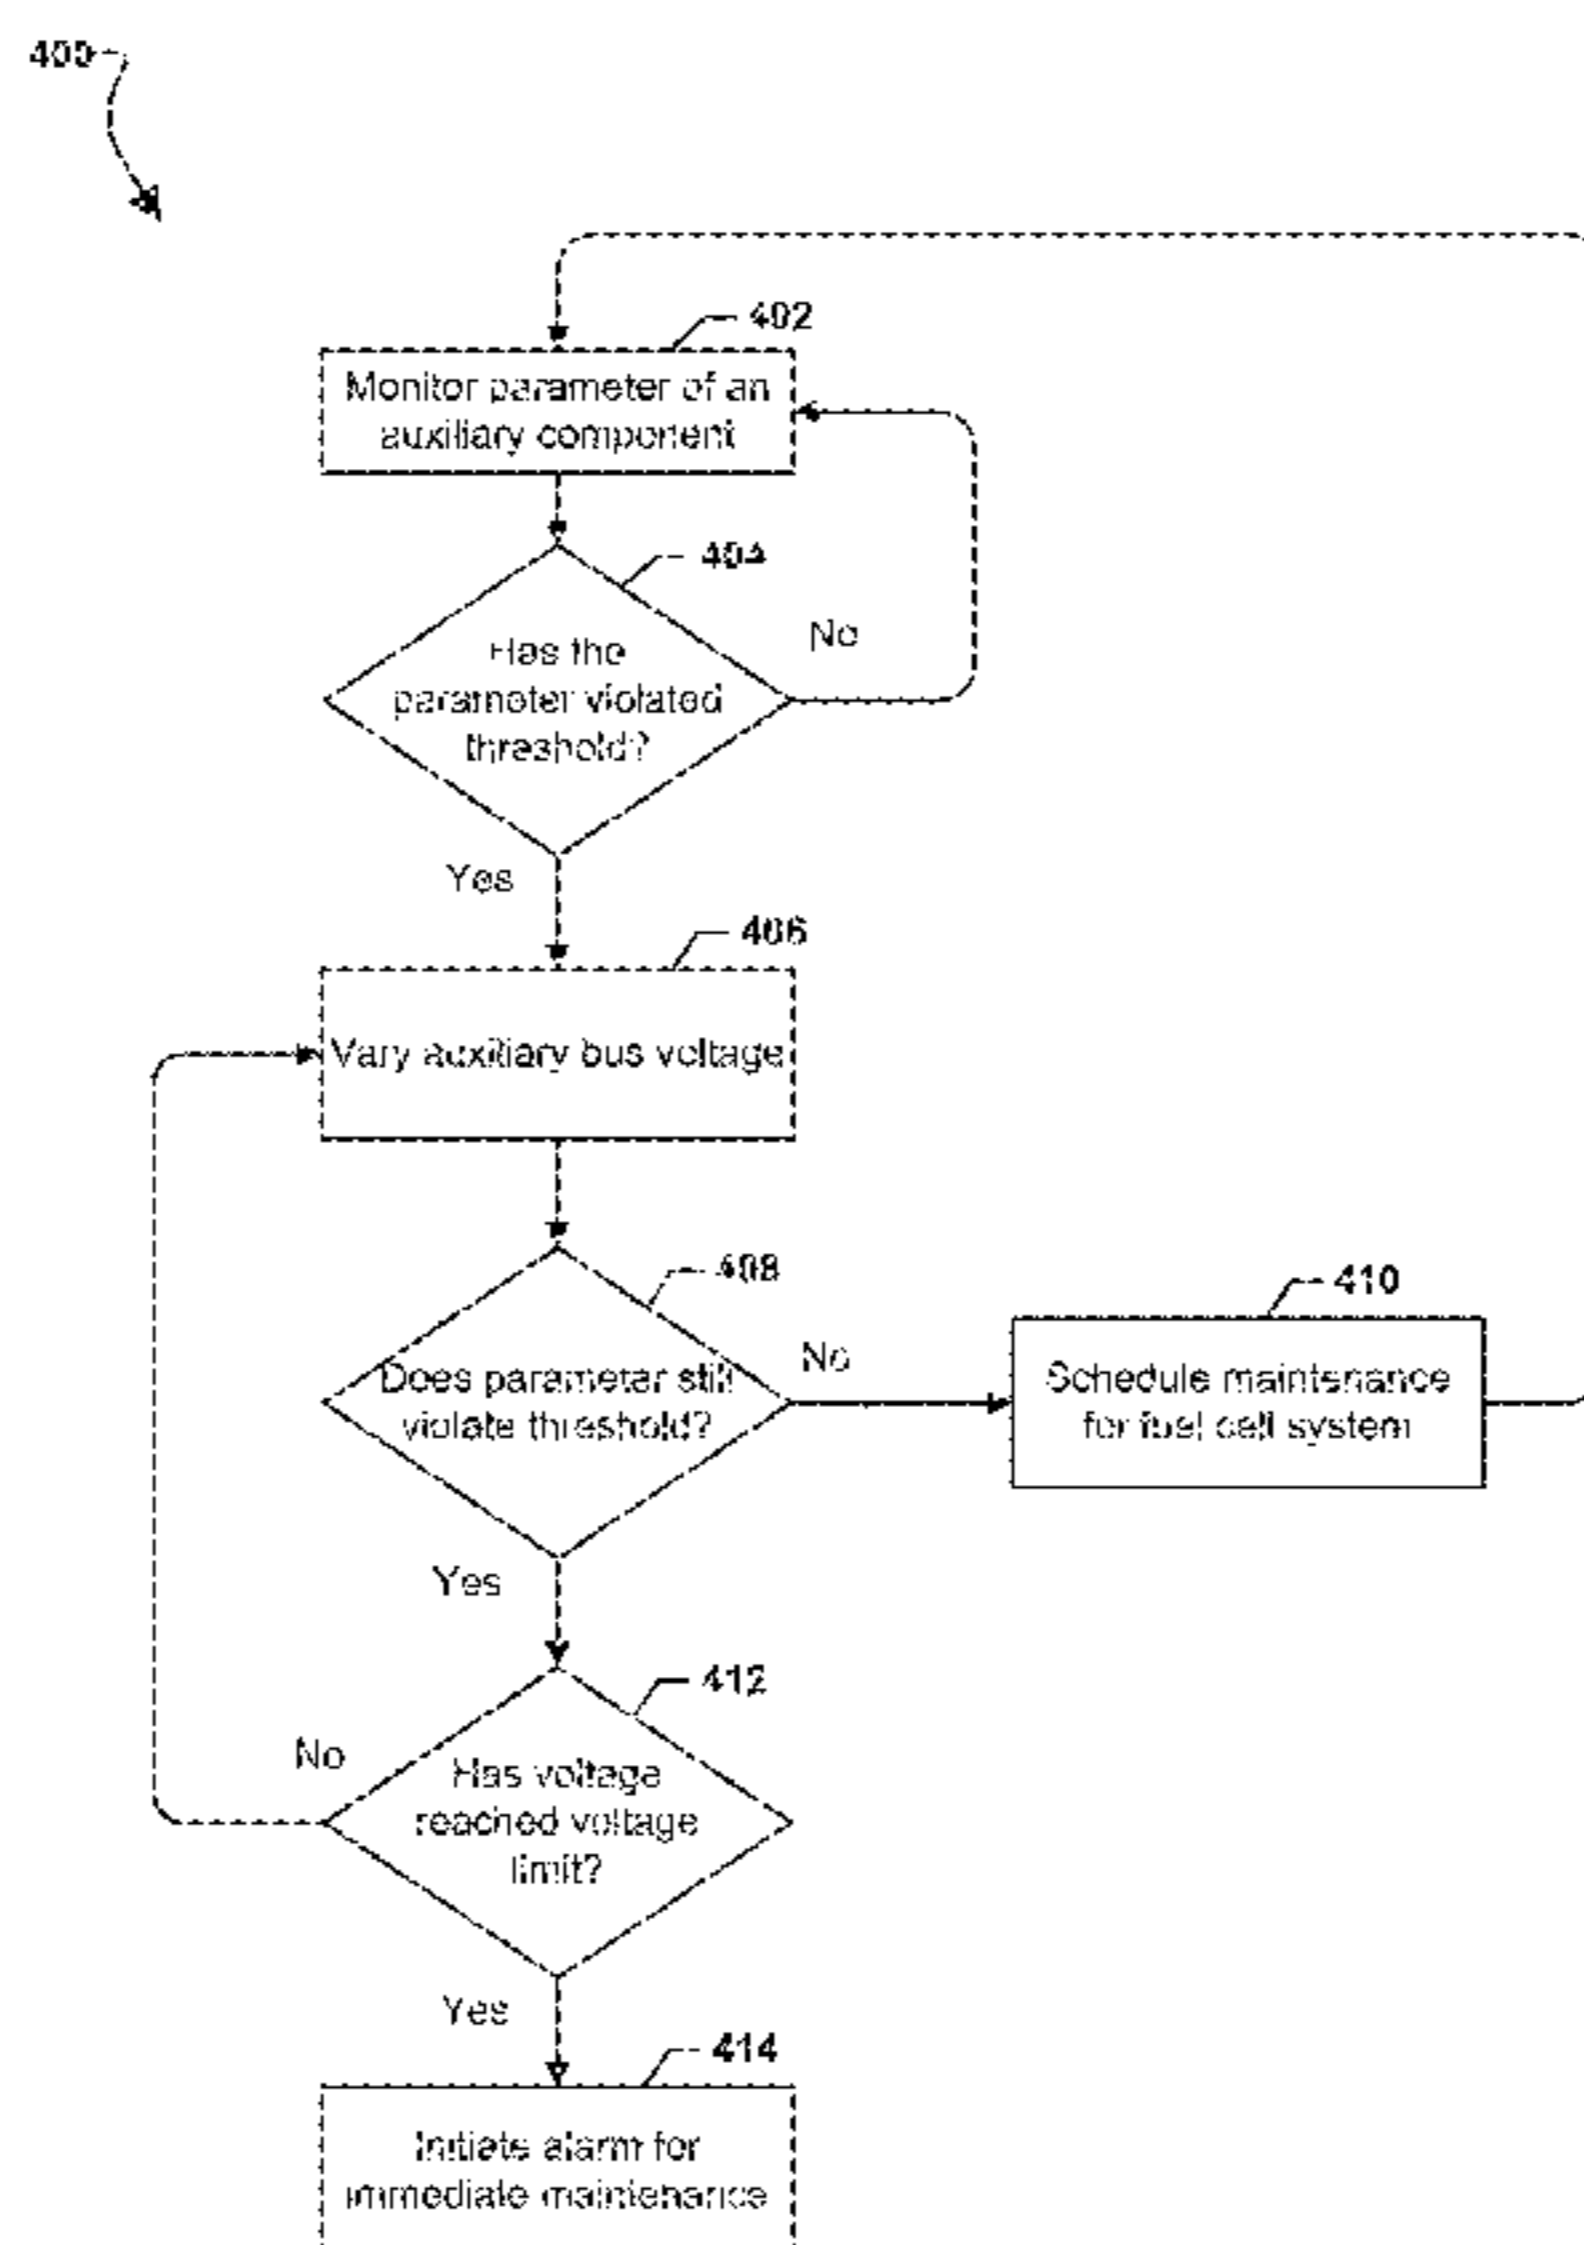 400
402
Monitor parameter of an
auxiliary component
404
Has the
parameter violated
threshold?
No
Yes
406
Vary auxiliary bus voltage
408
Does parameter still
violate threshold?
No
410
Schedule maintenance
for fuel cell system
Yes
412
Has voltage
reached voltage
limit?
No
Yes
414
Initiate alarm for
immediate maintenance